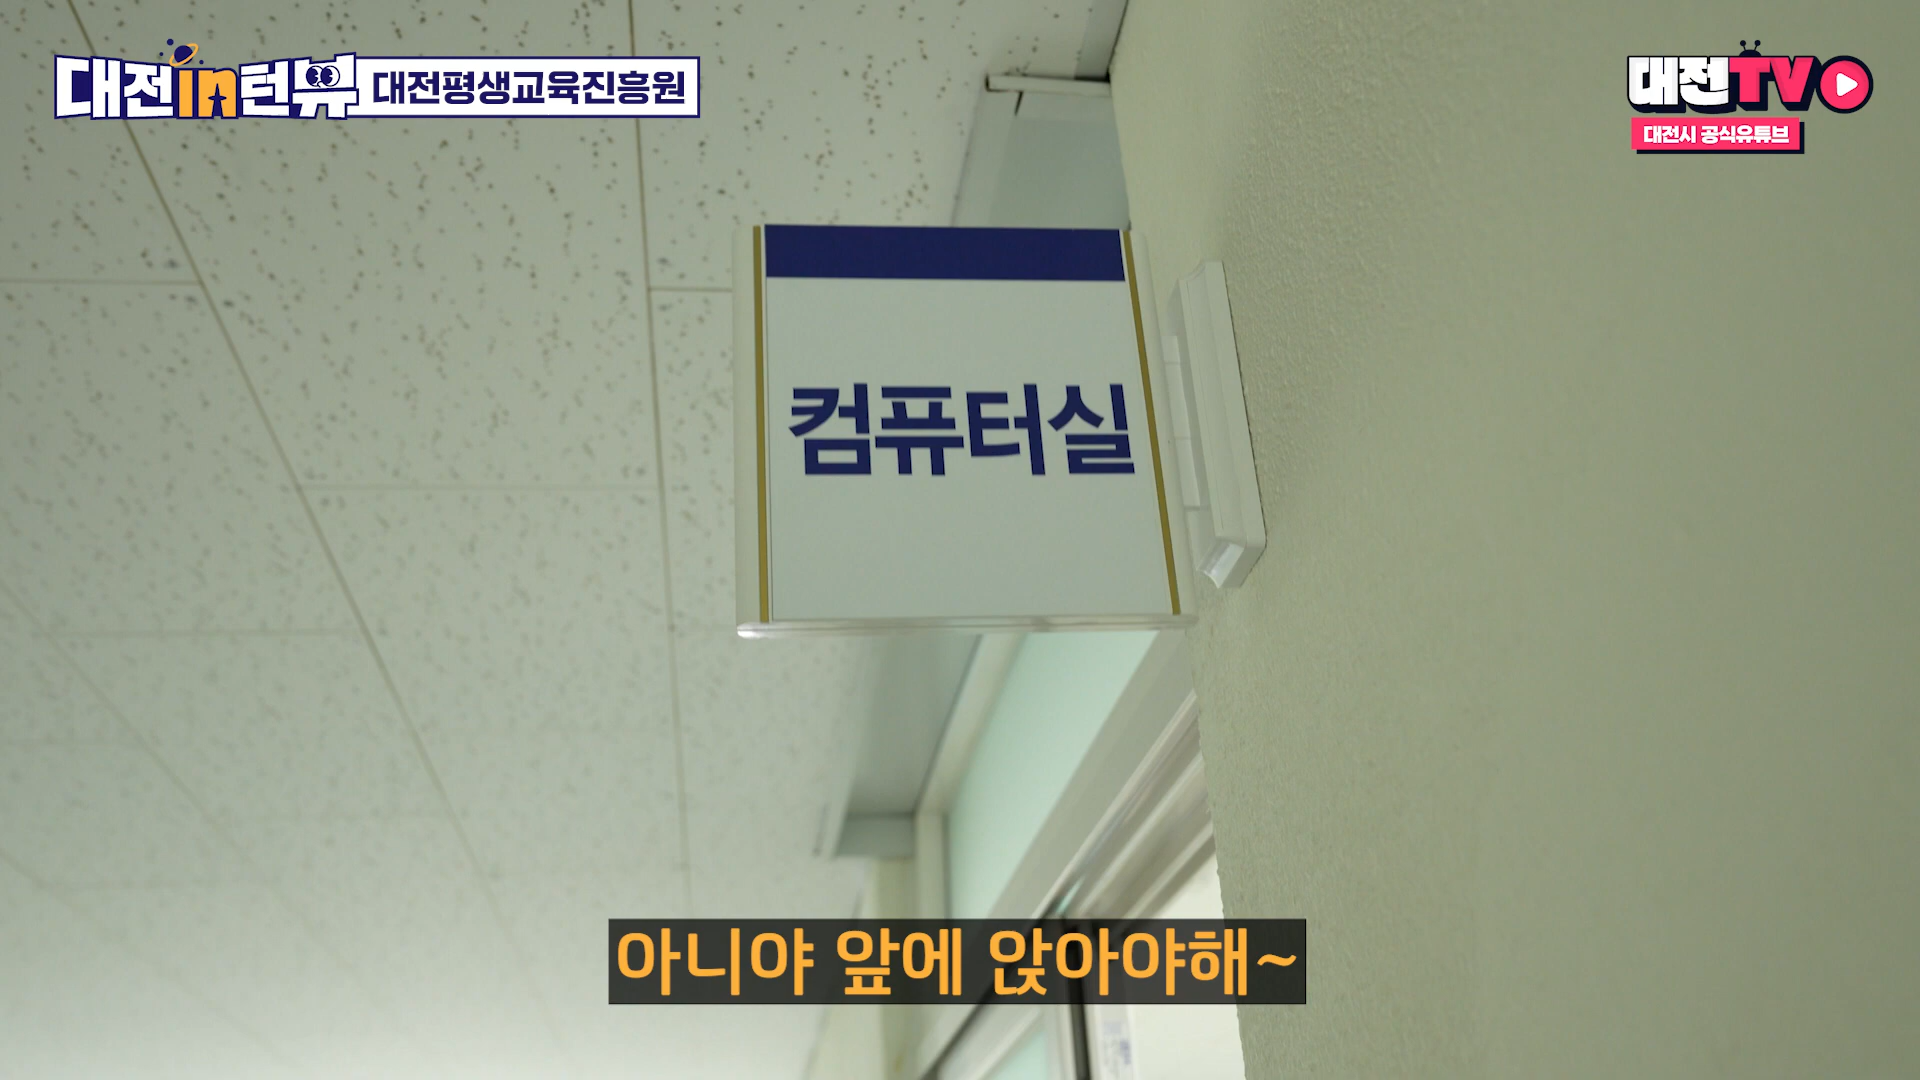 대전in턴뷰 대전평생교육진흥원
대전TV
대전시 공식유튜브
컴퓨터실
아니야 앞에 앉아야해~